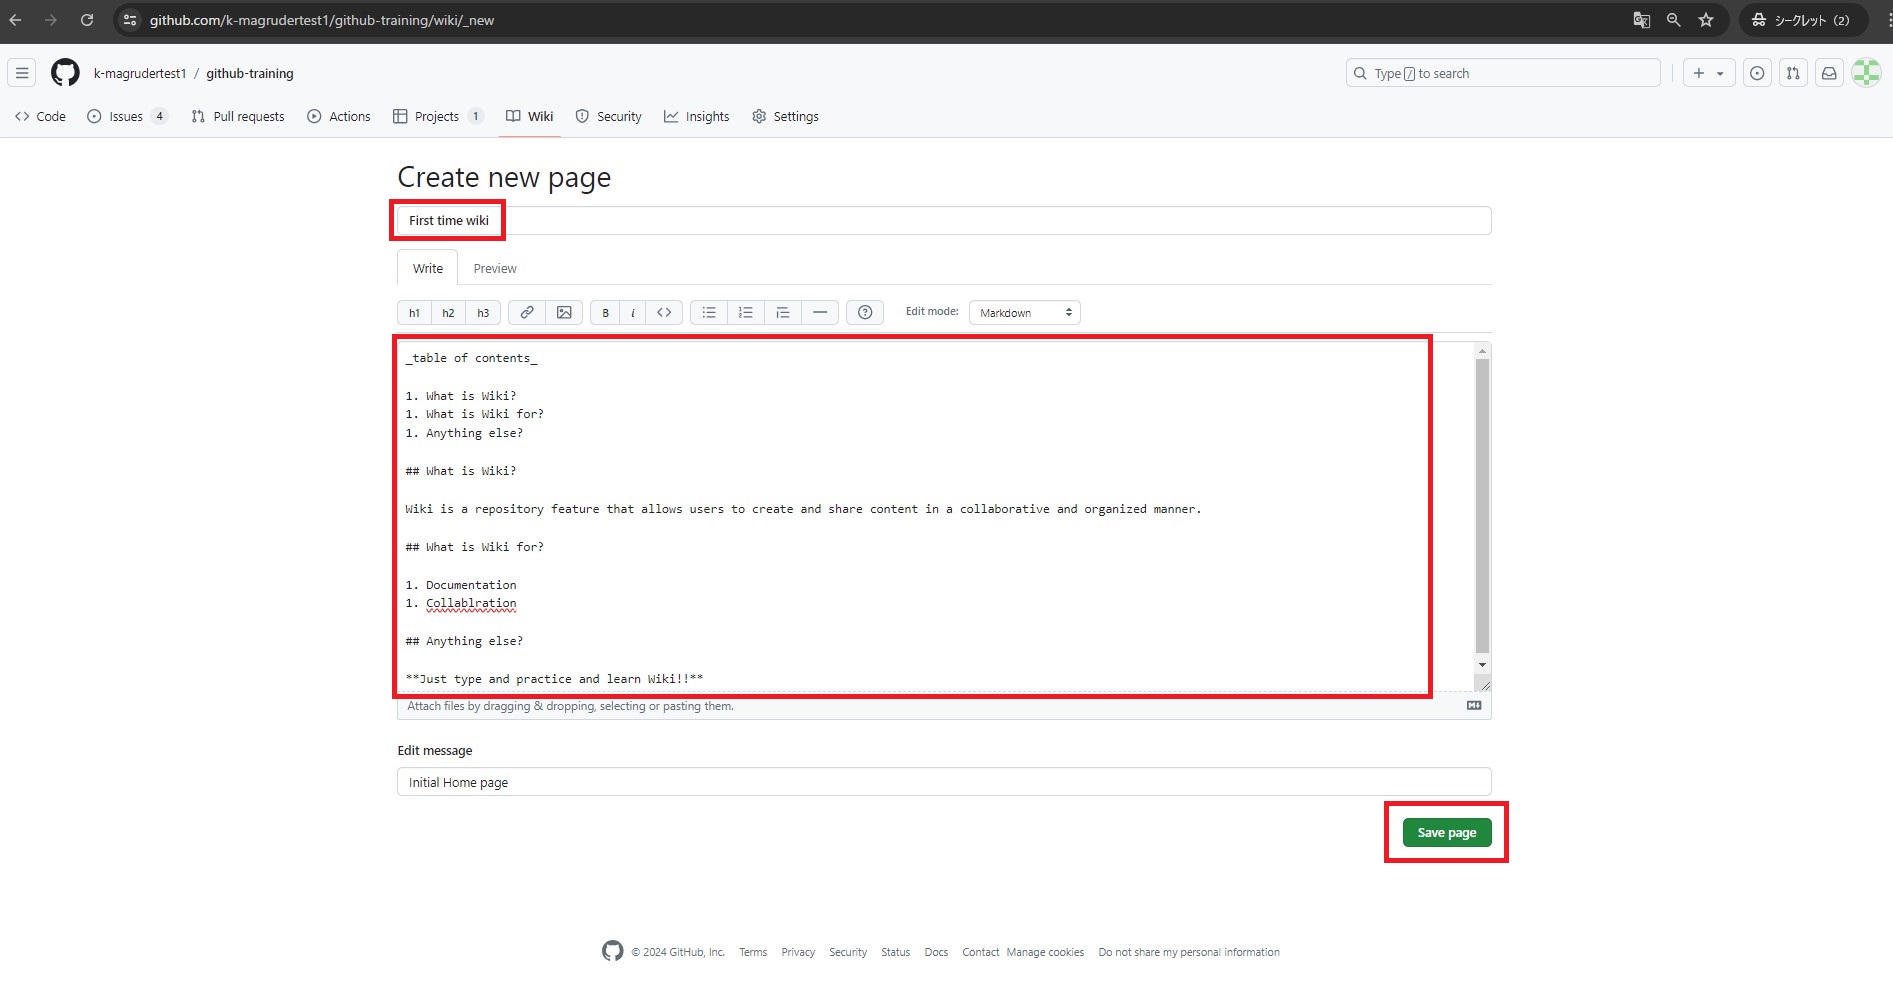 github.com/k-magrudertest1/github-training/wiki/_new
シークレット (2)
k-magrudertest1 / github-training
Type / to search
Code Issues 4 Pull requests Actions Projects 1 Wiki Security Insights Settings
Create new page
First time wiki
Write Preview
h1 h2 h3 B i Edit mode: Markdown
_table of contents_
1. What is Wiki?
1. What is Wiki for?
1. Anything else?
## What is Wiki?
Wiki is a repository feature that allows users to create and share content in a collaborative and organized manner.
## What is Wiki for?
1. Documentation
1. Collablration
## Anything else?
**Just type and practice and learn Wiki!!**
Attach files by dragging & dropping, selecting or pasting them.
Edit message
Initial Home page
Save page
© 2024 GitHub, Inc. Terms Privacy Security Status Docs Contact Manage cookies Do not share my personal information